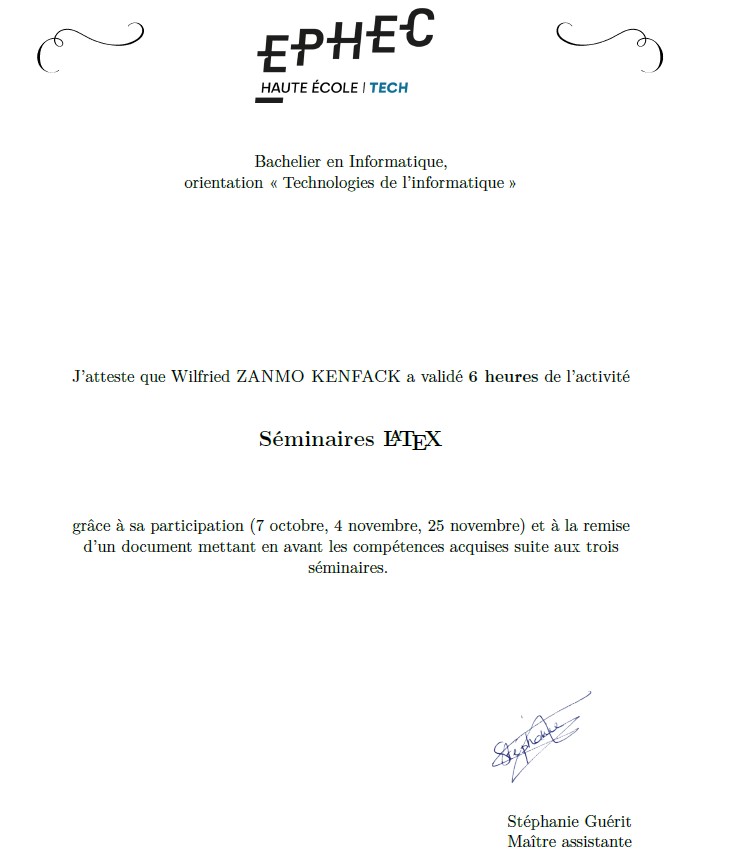 EPHEC
HAUTE ÉCOLE | TECH
Bachelier en Informatique,
orientation « Technologies de l'informatique »
J'atteste que Wilfried ZANMO KENFACK a validé 6 heures de l'activité
Séminaires LATEX
grâce à sa participation (7 octobre, 4 novembre, 25 novembre) et à la remise
d'un document mettant en avant les compétences acquises suite aux trois
séminaires.
Stéphanie
Stéphanie Guérit
Maître assistante